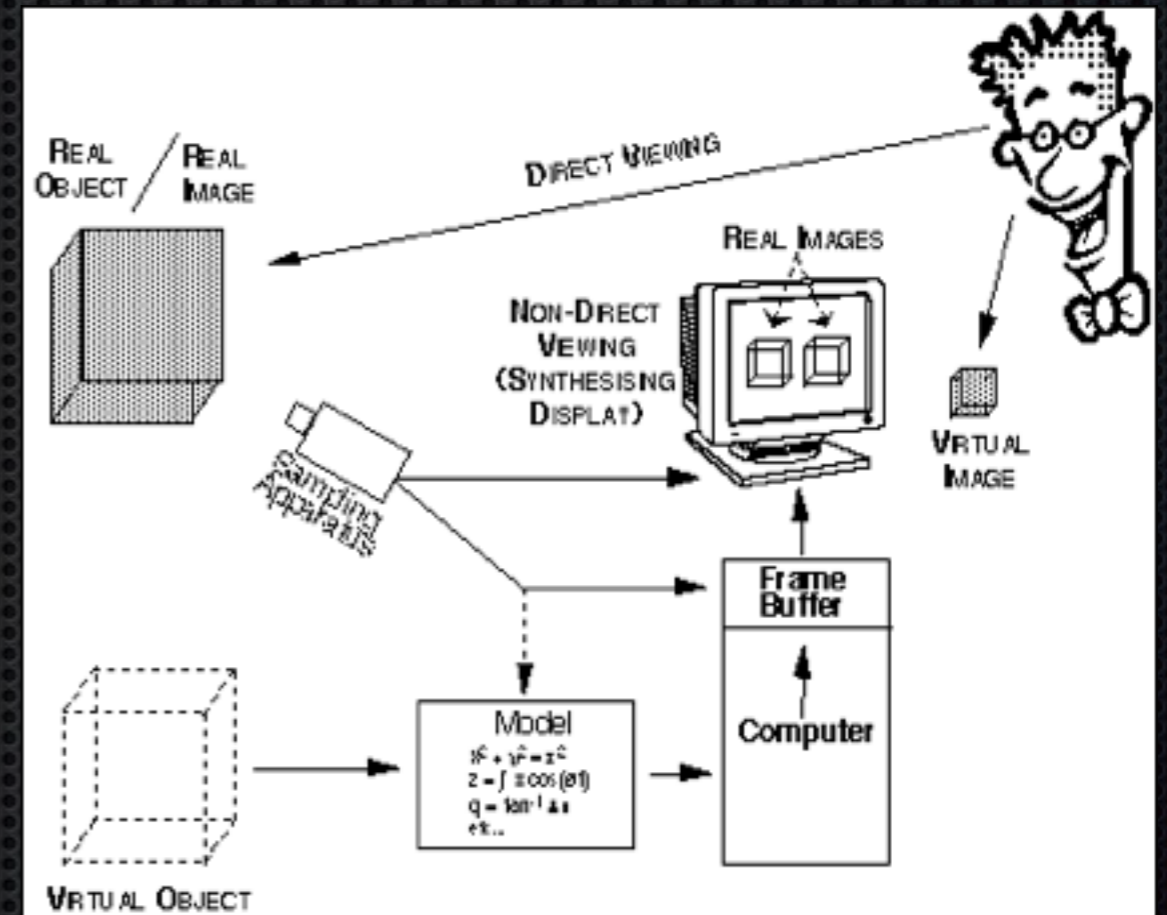 REAL OBJECT / REAL IMAGE
DIRECT VIEWING
REAL IMAGES
NON-DIRECT
VIEWING
(SYNTHESISING
DISPLAY)
VIRTUAL
IMAGE
Sampling
Apparatus
Frame
Buffer
Computer
Model
etc...
VIRTUAL OBJECT